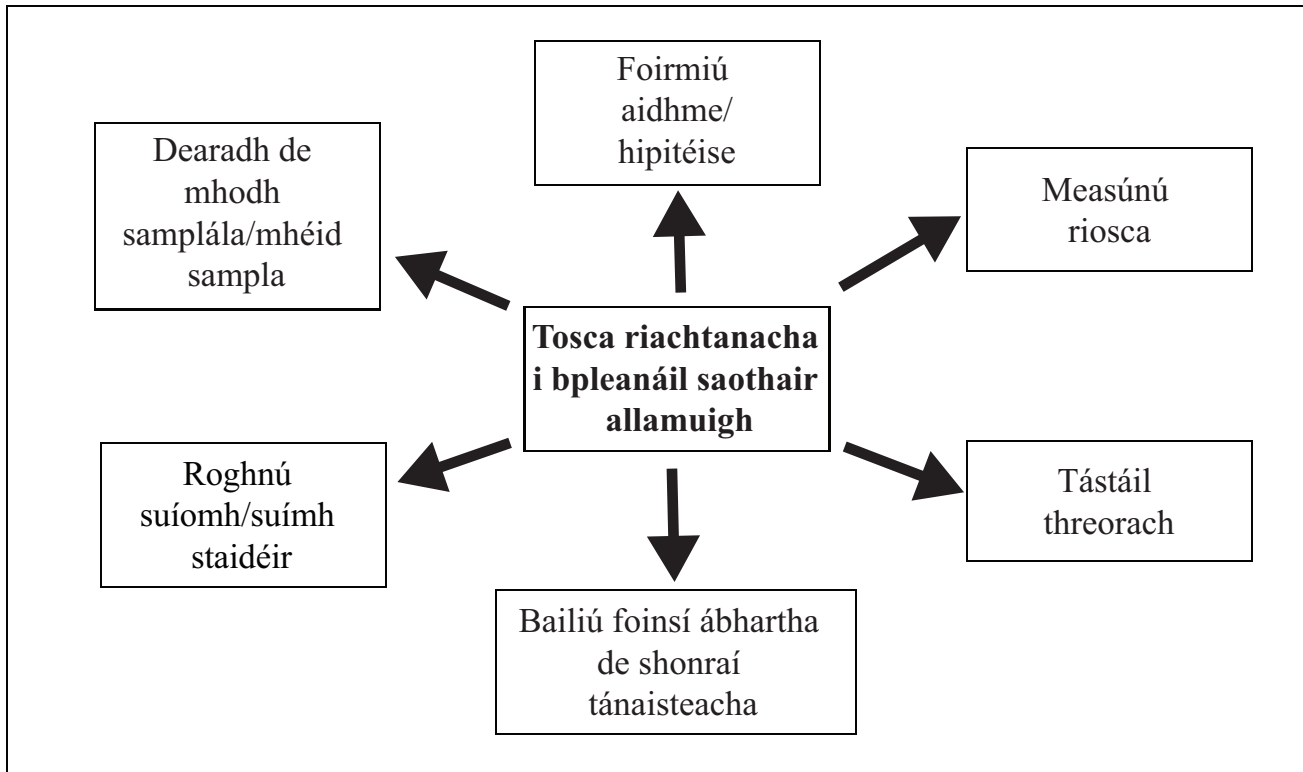 Foirmiú
aidhme/
hipitéise
Dearadh de
mhodh
samplála/mhéid
sampla
Measúnú
riosca
Tosca riachtanacha
i bpleanáil saothair
allamuigh
Roghnú
suíomh/suímh
staidéir
Tástáil
threorach
Bailiú foinsí ábhartha
de shonraí
tánaisteacha